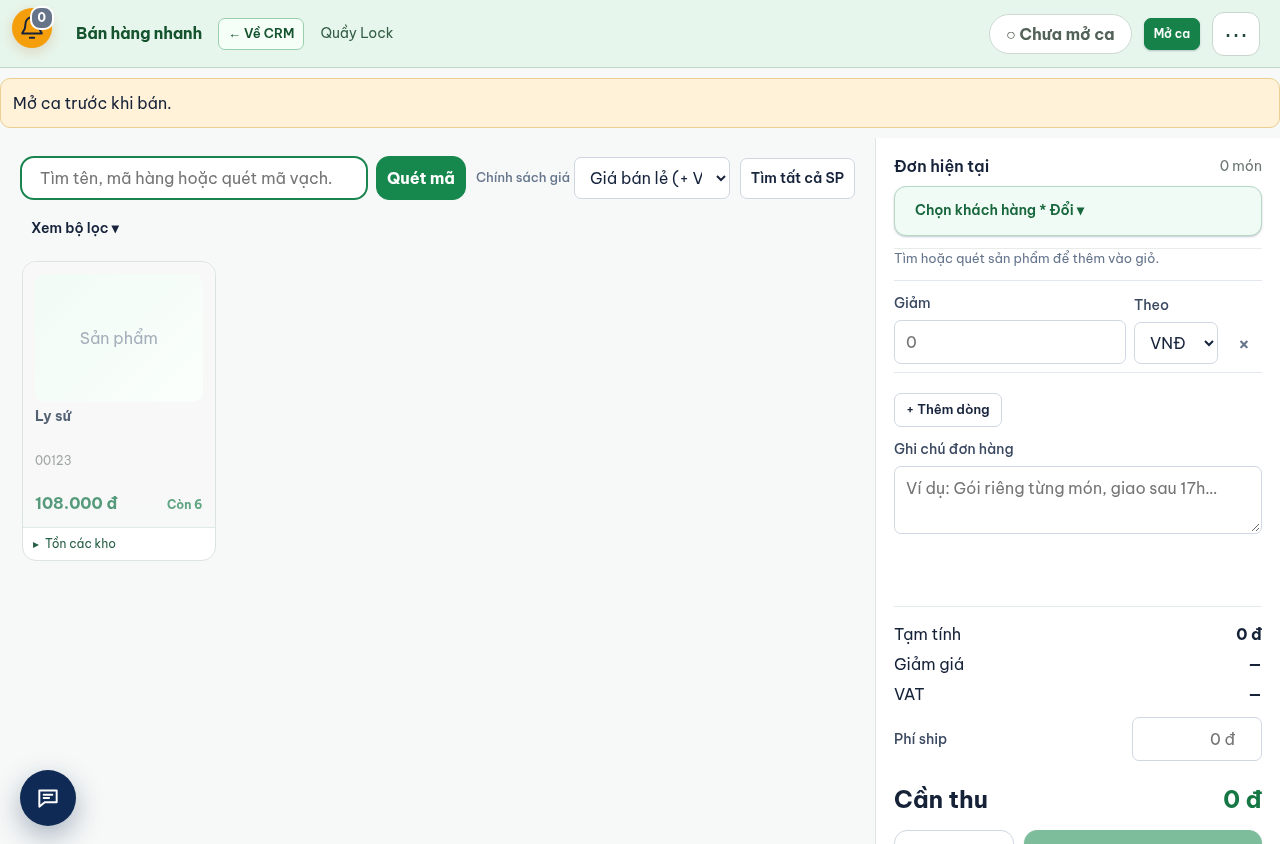 0
Bán hàng nhanh
← Về CRM
Quầy Lock
○ Chưa mở ca
Mở ca
...
Mở ca trước khi bán.
Tìm tên, mã hàng hoặc quét mã vạch.
Quét mã
Chính sách giá
Giá bán lẻ (+ V
Tìm tất cả SP
Xem bộ lọc ▾
Sản phẩm
Ly sứ
00123
108.000 đ
Còn 6
▸ Tồn các kho
Đơn hiện tại
0 món
Chọn khách hàng * Đổi ▾
Tìm hoặc quét sản phẩm để thêm vào giỏ.
Giảm
Theo
0
VNĐ
×
+ Thêm dòng
Ghi chú đơn hàng
Ví dụ: Gói riêng từng món, giao sau 17h...
Tạm tính
0 đ
Giảm giá
—
VAT
—
Phí ship
0 đ
Cần thu
0 đ